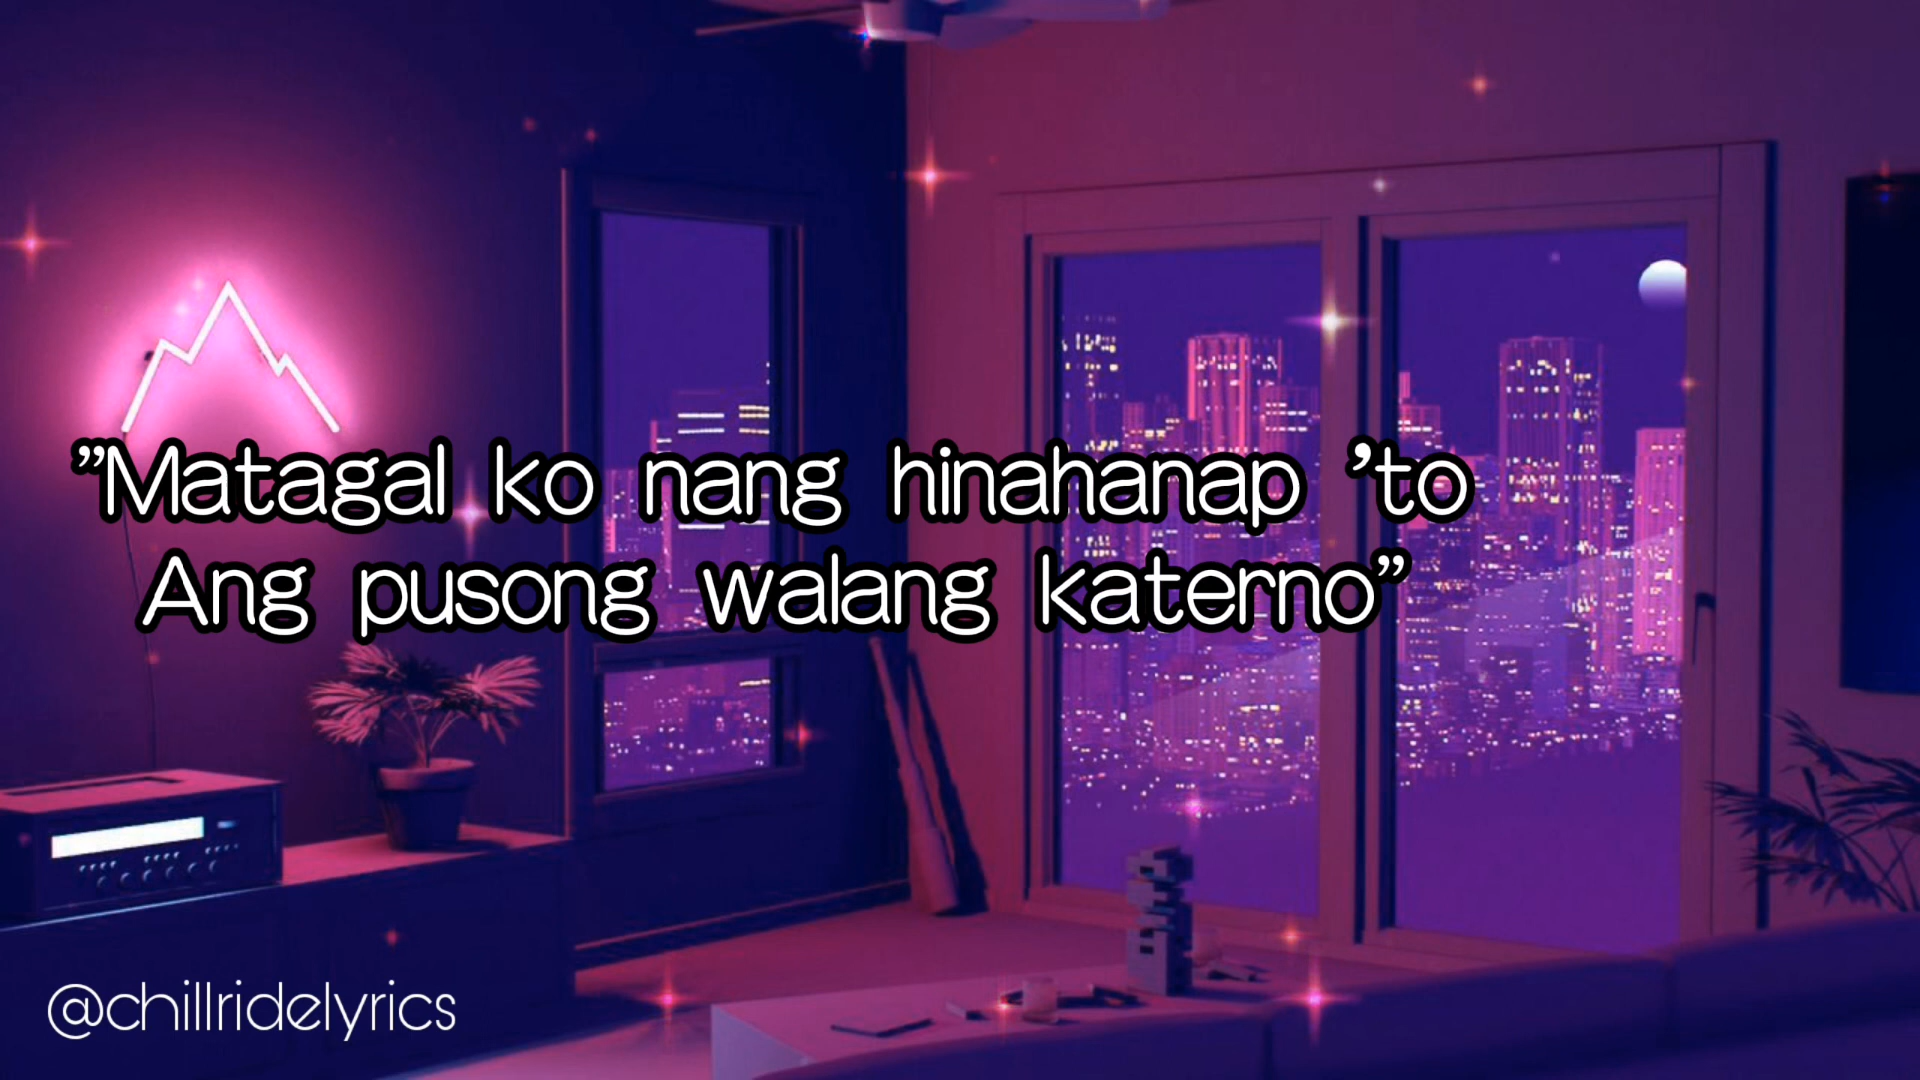 "Matagal ko nang hinahanap 'to
Ang pusong walang katerno"
@chillridelyrics